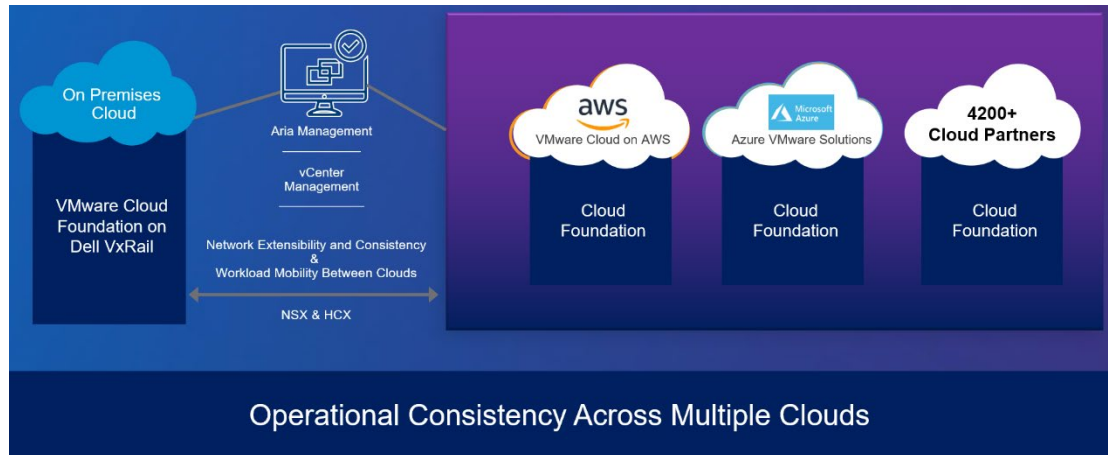 On Premises
Cloud
VMware Cloud
Foundation on
Dell VxRail
Aria Management
vCenter
Management
Network Extensibility and Consistency
&
Workload Mobility Between Clouds
NSX & HCX
aws
VMware Cloud on AWS
Cloud
Foundation
Microsoft
Azure
Azure VMware Solutions
Cloud
Foundation
4200+
Cloud Partners
Cloud
Foundation
Operational Consistency Across Multiple Clouds